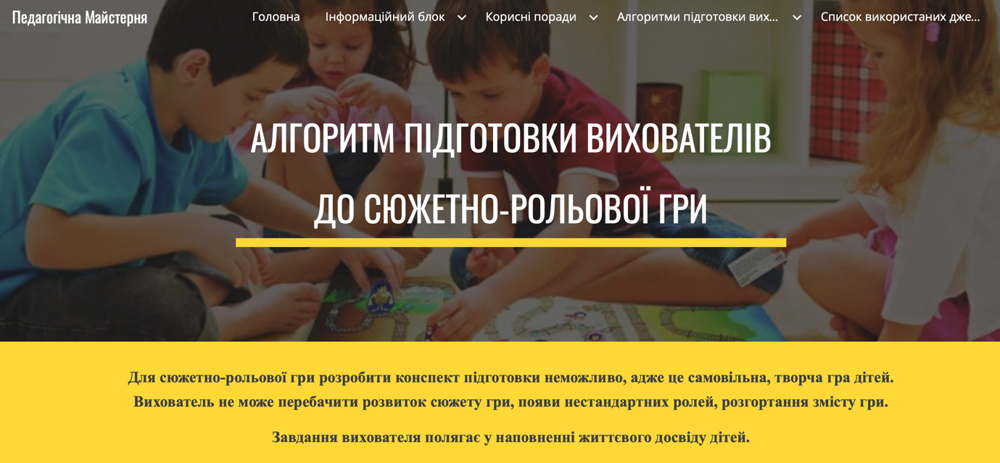 Педагогічна Майстерня
Головна
Інформаційний блок
Корисні поради
Алгоритми підготовки вих...
Список використаних дже...
АЛГОРИТМ ПІДГОТОВКИ ВИХОВАТЕЛІВ
ДО СЮЖЕТНО-РОЛЬОВОЇ ГРИ
Для сюжетно-рольової гри розробити конспект підготовки неможливо, адже це самовільна, творча гра дітей.
Вихователь не може перебачити розвиток сюжету гри, появи нестандартних ролей, розгортання змісту гри.
Завдання вихователя полягає у наповненні життєвого досвіду дітей.